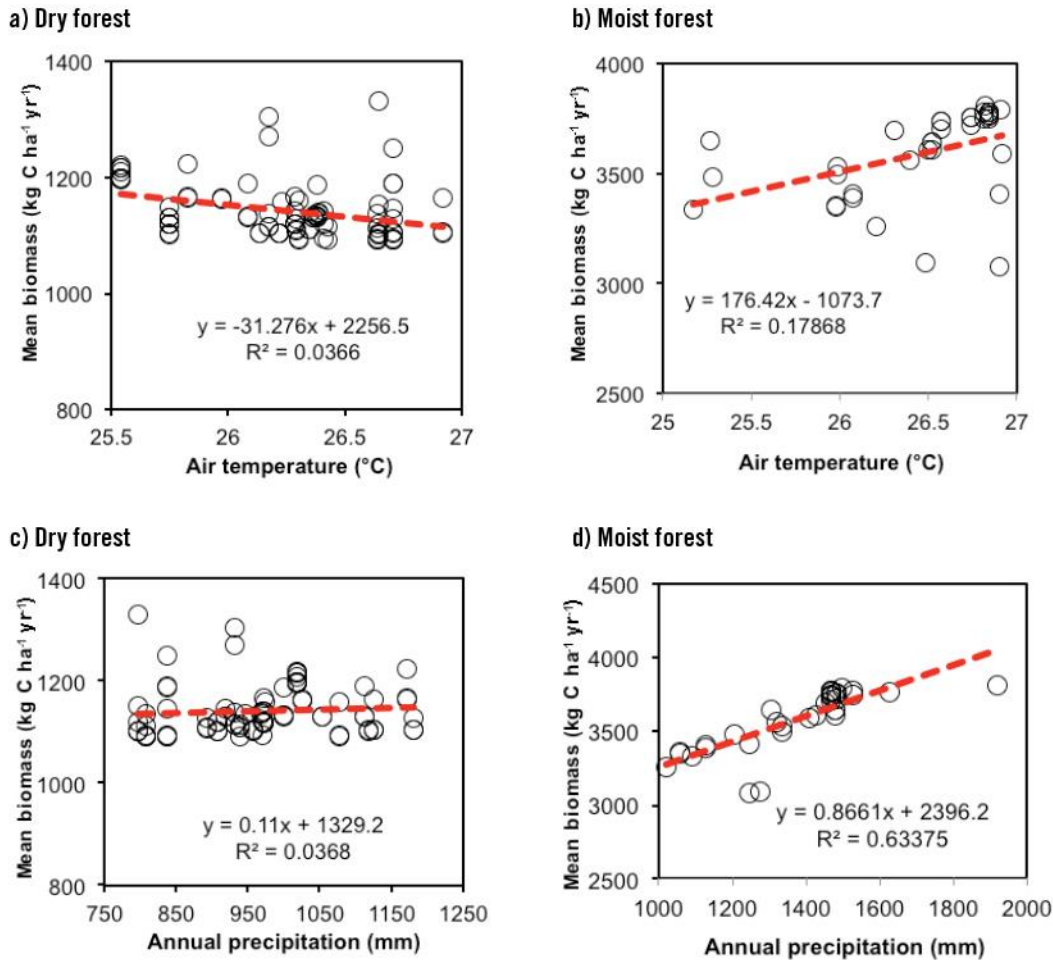 a) Dry forest
1400
1200
1000
800
25.5 26 26.5 27
Mean biomass (kg C ha⁻¹ yr⁻¹)
Air temperature (°C)
y = -31.276x + 2256.5
R² = 0.0366
b) Moist forest
4000
3500
3000
2500
25 25.5 26 26.5 27
Mean biomass (kg C ha⁻¹ yr⁻¹)
Air temperature (°C)
y = 176.42x - 1073.7
R² = 0.17868
c) Dry forest
1400
1200
1000
800
750 850 950 1050 1150 1250
Mean biomass (kg C ha⁻¹ yr⁻¹)
Annual precipitation (mm)
y = 0.11x + 1329.2
R² = 0.0368
d) Moist forest
4500
4000
3500
3000
2500
1000 1200 1400 1600 1800 2000
Mean biomass (kg C ha⁻¹ yr⁻¹)
Annual precipitation (mm)
y = 0.8661x + 2396.2
R² = 0.63375